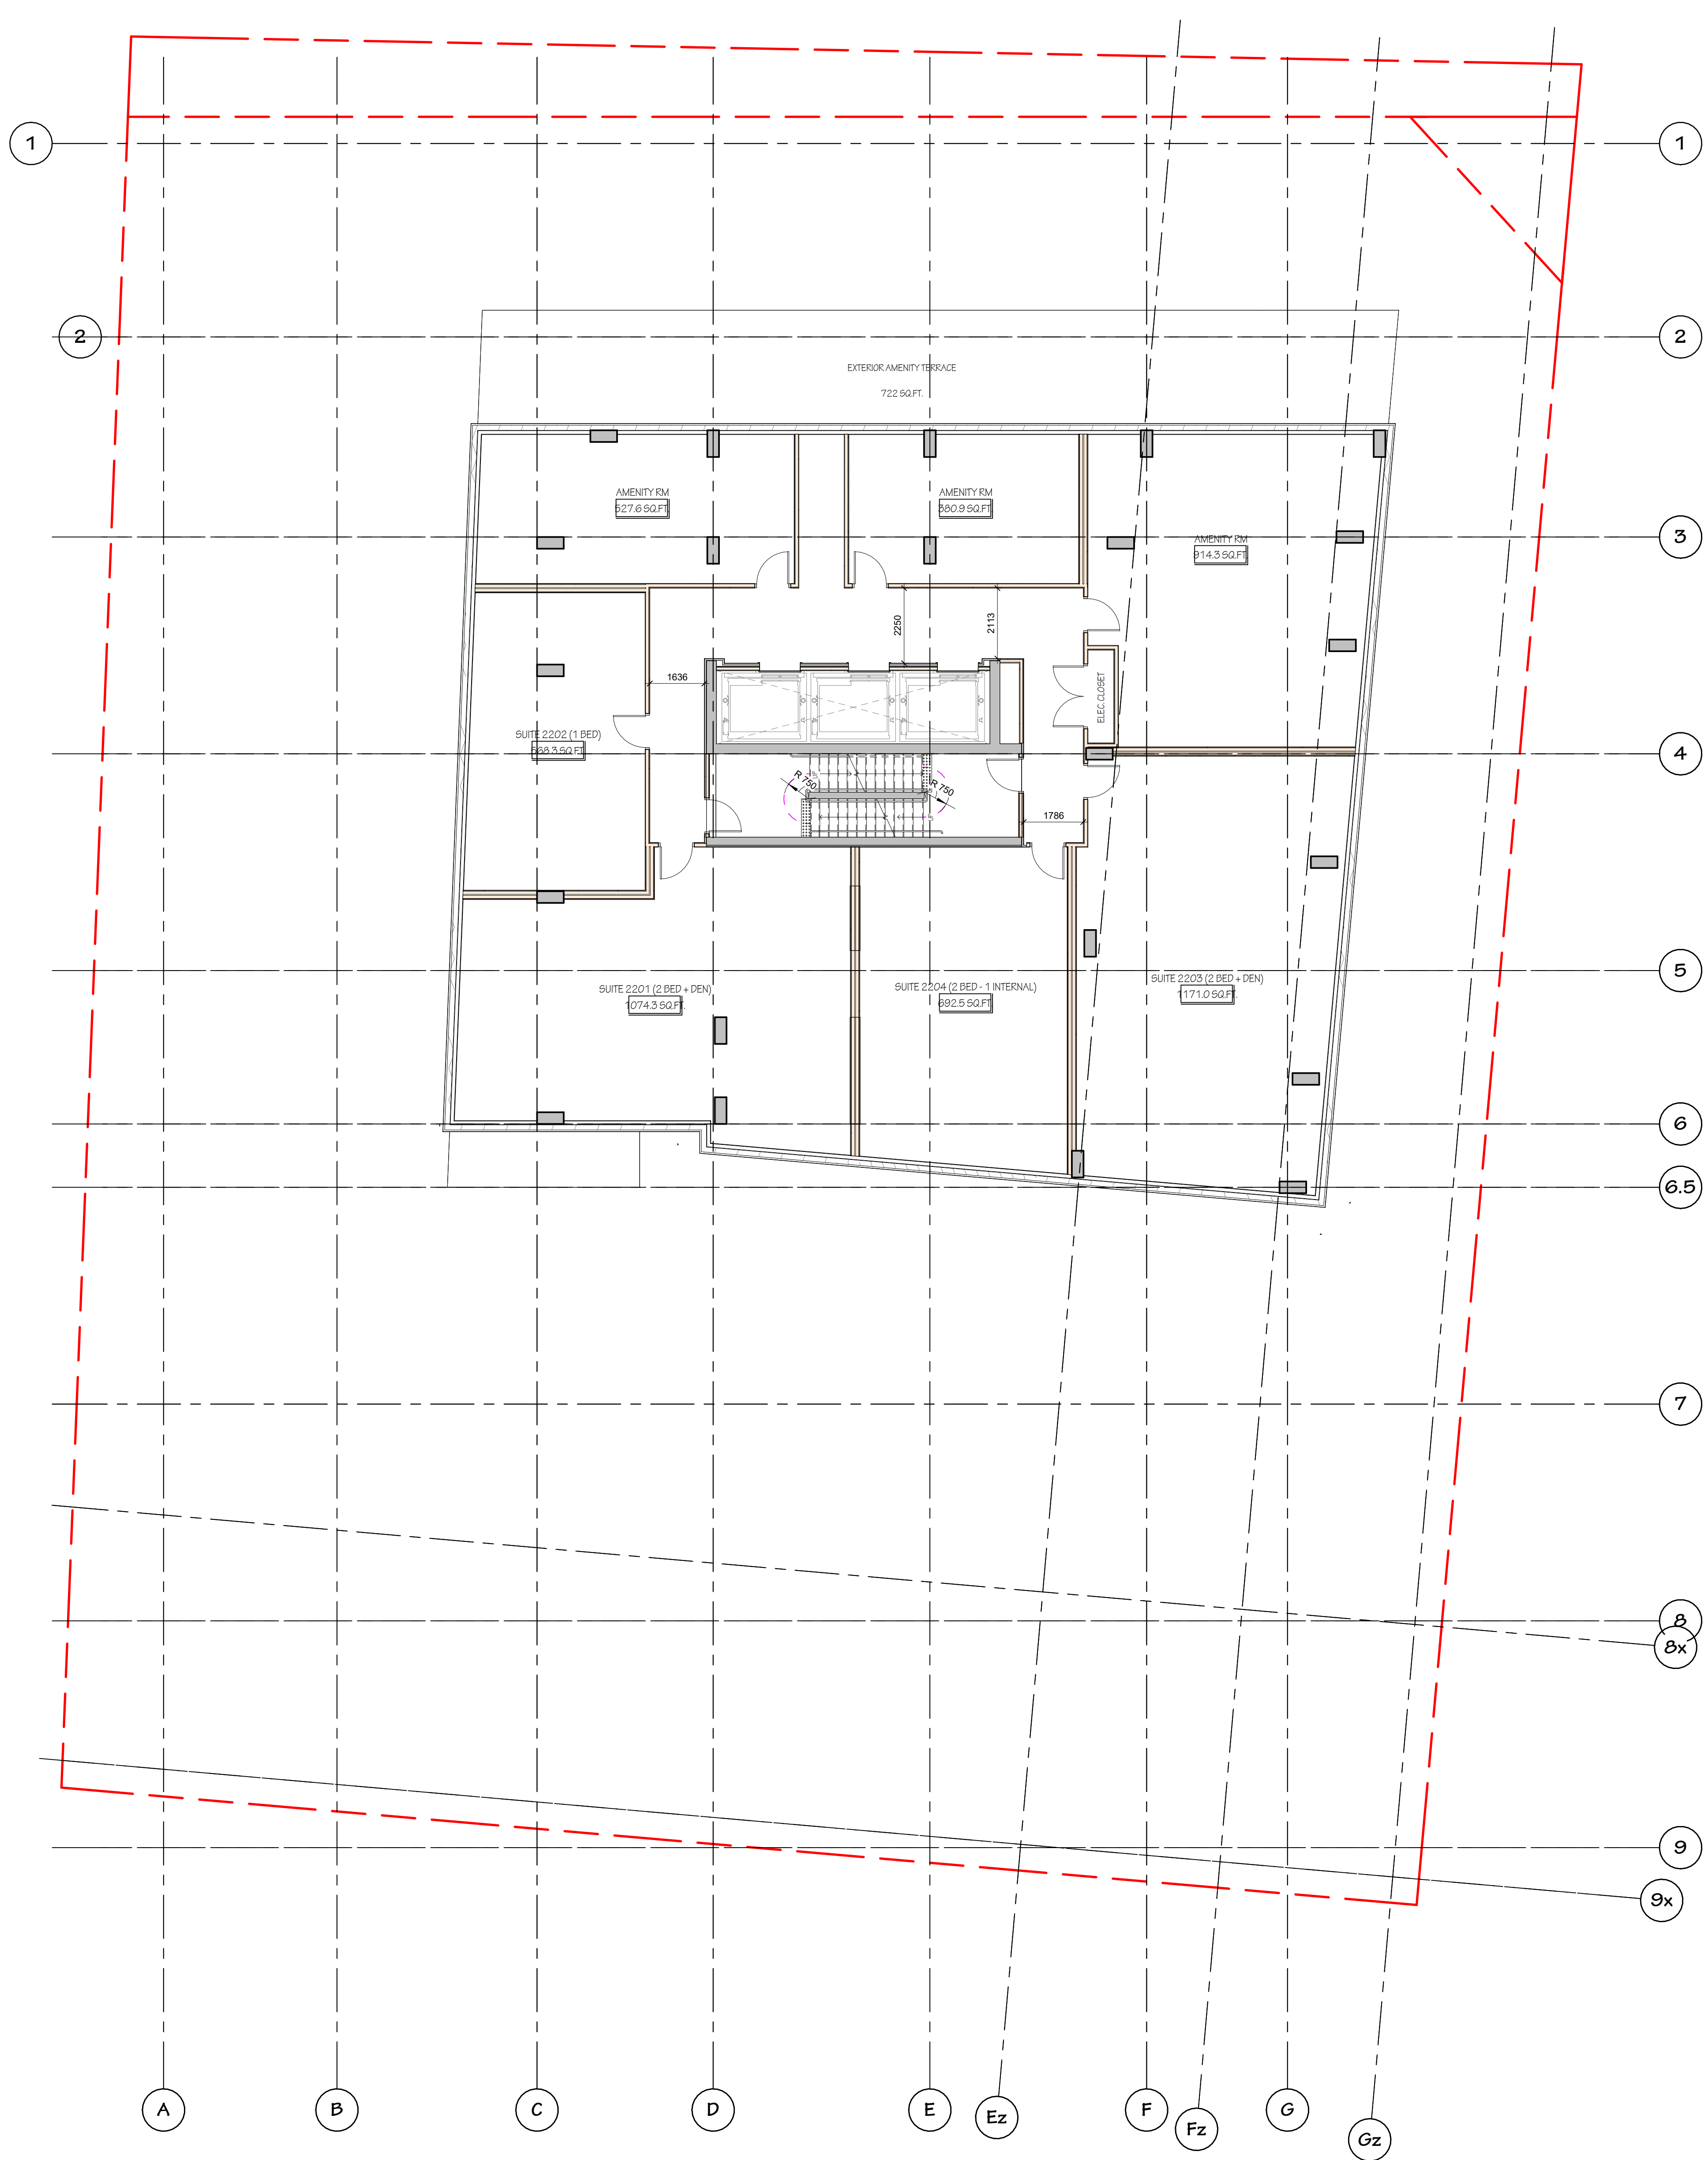 1
1
2
2
EXTERIOR AMENITY TERRACE
722 SQ.FT.
AMENITY RM
527.6 SQ.FT.
AMENITY RM
380.9 SQ.FT.
AMENITY RM
914.3 SQ.FT.
3
2250
2113
1636
ELEC. CLOSET
SUITE 2202 (1 BED)
568.3 SQ.FT.
4
R 750
R 750
1786
5
SUITE 2201 (2 BED + DEN)
1074.3 SQ.FT.
SUITE 2204 (2 BED - 1 INTERNAL)
692.5 SQ.FT.
SUITE 2203 (2 BED + DEN)
1171.0 SQ.FT.
6
6.5
7
8
8x
9
9x
A
B
C
D
E
Ez
F
Fz
G
Gz